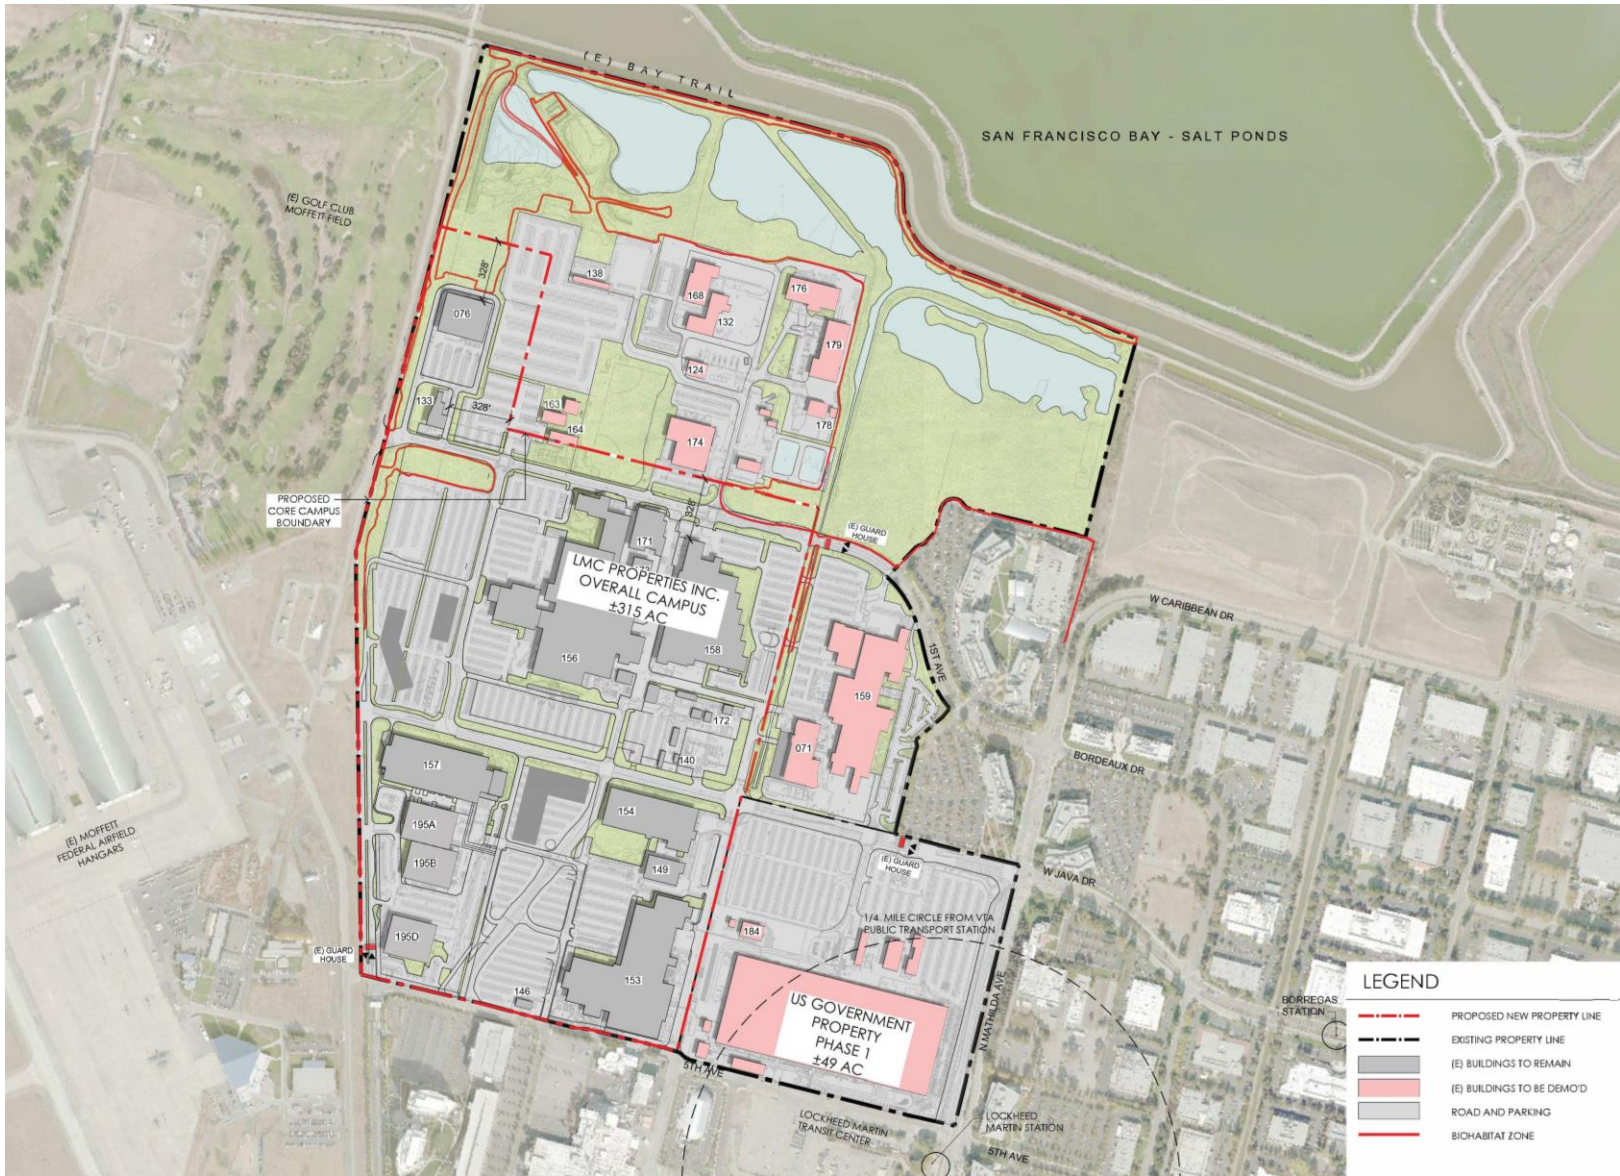 (E) BAY TRAIL
SAN FRANCISCO BAY - SALT PONDS
(E) GOLF CLUB
MOFFETT FIELD
328'
138
168
132
176
076
179
124
133
328'
163
164
174
178
PROPOSED
CORE CAMPUS
BOUNDARY
328'
(E) GUARD
HOUSE
171
LMC PROPERTIES INC.
OVERALL CAMPUS
±315 AC
W CARIBBEAN DR
156
158
1ST AVE
159
172
071
140
BORDEAUX DR
157
154
195A
195B
149
(E) MOFFETT
FEDERAL AIRFIELD
HANGARS
(E) GUARD
HOUSE
W JAVA DR
1/4 MILE CIRCLE FROM VTA
PUBLIC TRANSPORT STATION
184
195D
(E) GUARD
HOUSE
153
146
US GOVERNMENT
PROPERTY
PHASE 1
±49 AC
N MATHILDA AVE
5TH AVE
LOCKHEED MARTIN
TRANSIT CENTER
LOCKHEED
MARTIN STATION
5TH AVE
BORREGAS
STATION
LEGEND
PROPOSED NEW PROPERTY LINE
EXISTING PROPERTY LINE
(E) BUILDINGS TO REMAIN
(E) BUILDINGS TO BE DEMO'D
ROAD AND PARKING
BIOHABITAT ZONE